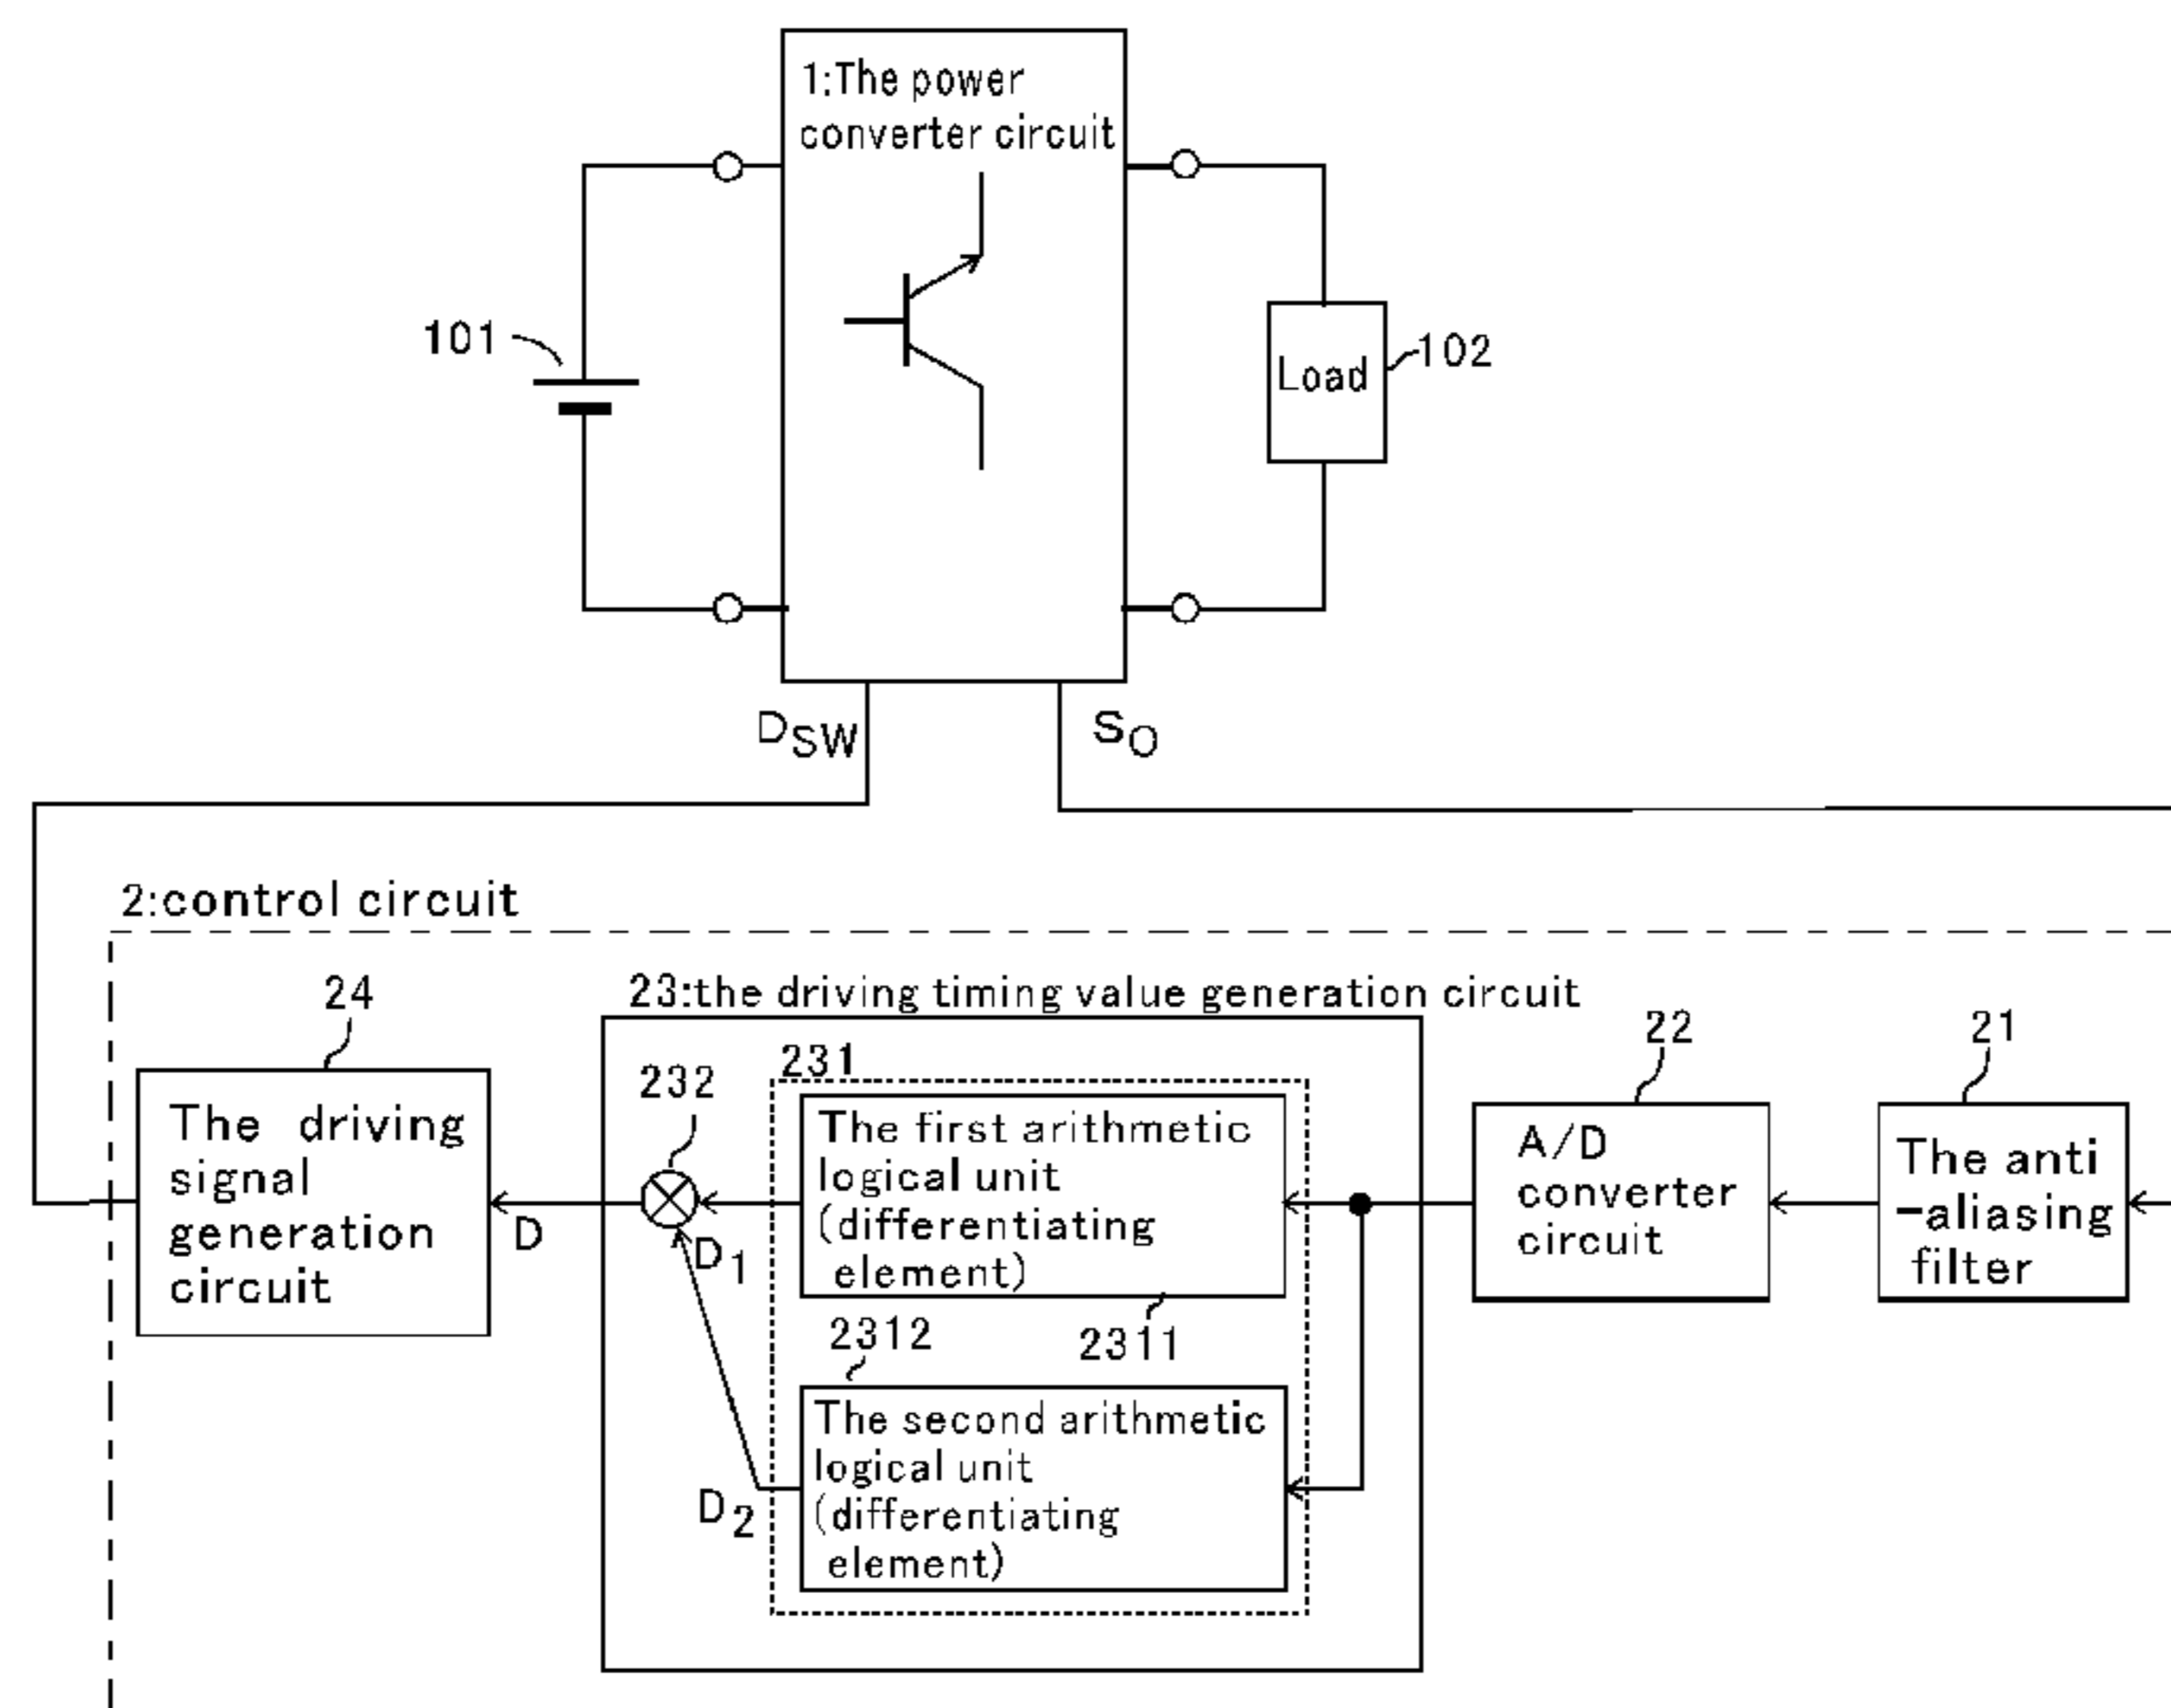 1:The power
converter circuit
101
Load
102
DSW
SO
2:control circuit
24
23:the driving timing value generation circuit
22
21
231
232
The driving
signal
generation
circuit
D
D1
The first arithmetic
logical unit
(differentiating
element)
A/D
converter
circuit
The anti
-aliasing
filter
2312
2311
The second arithmetic
logical unit
(differentiating
element)
D2